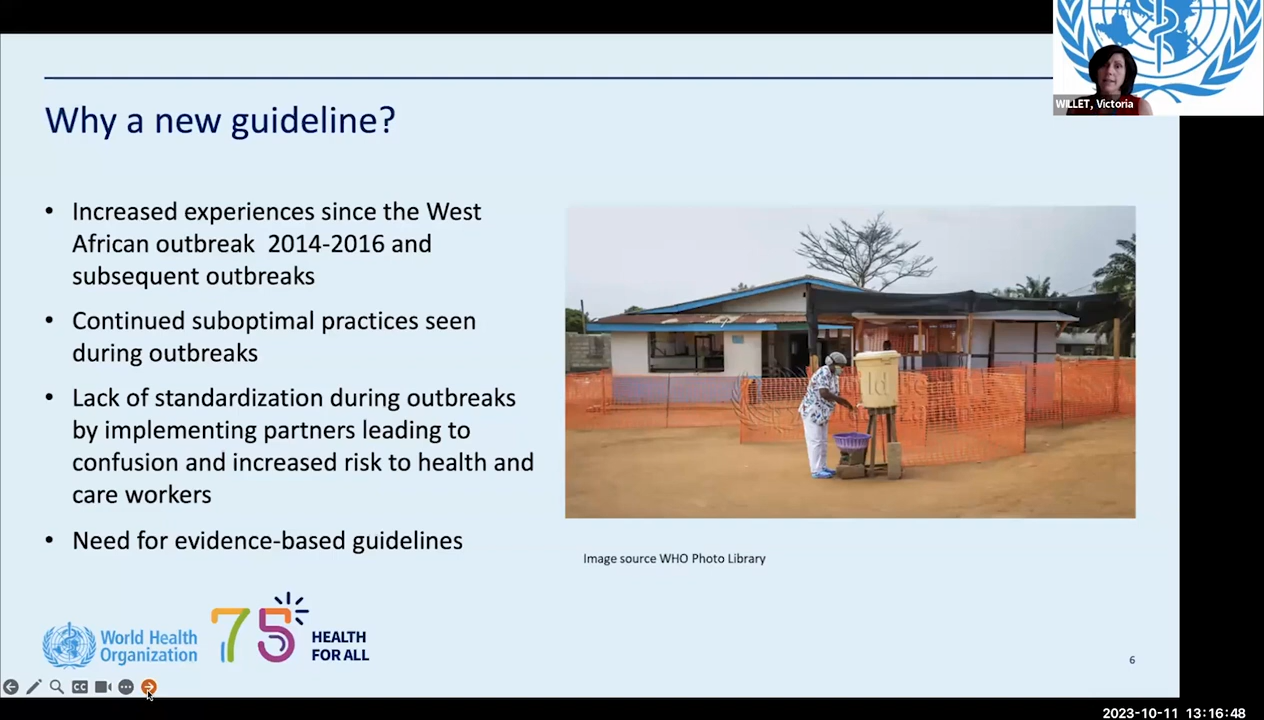 WILLET, Victoria
Why a new guideline?
• Increased experiences since the West
African outbreak  2014-2016 and
subsequent outbreaks
• Continued suboptimal practices seen
during outbreaks
• Lack of standardization during outbreaks
by implementing partners leading to
confusion and increased risk to health and
care workers
• Need for evidence-based guidelines
Image source WHO Photo Library
World Health
Organization
75
HEALTH
FOR ALL
6
CC
2023-10-11 13:16:48